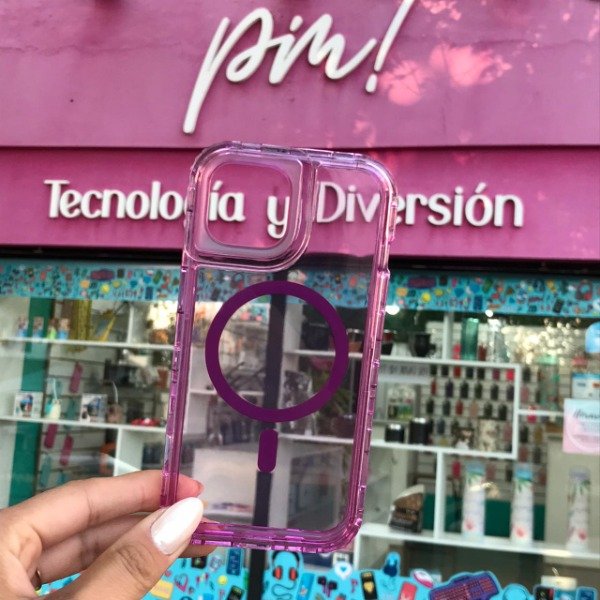 pim!
Tecnología y Diversión